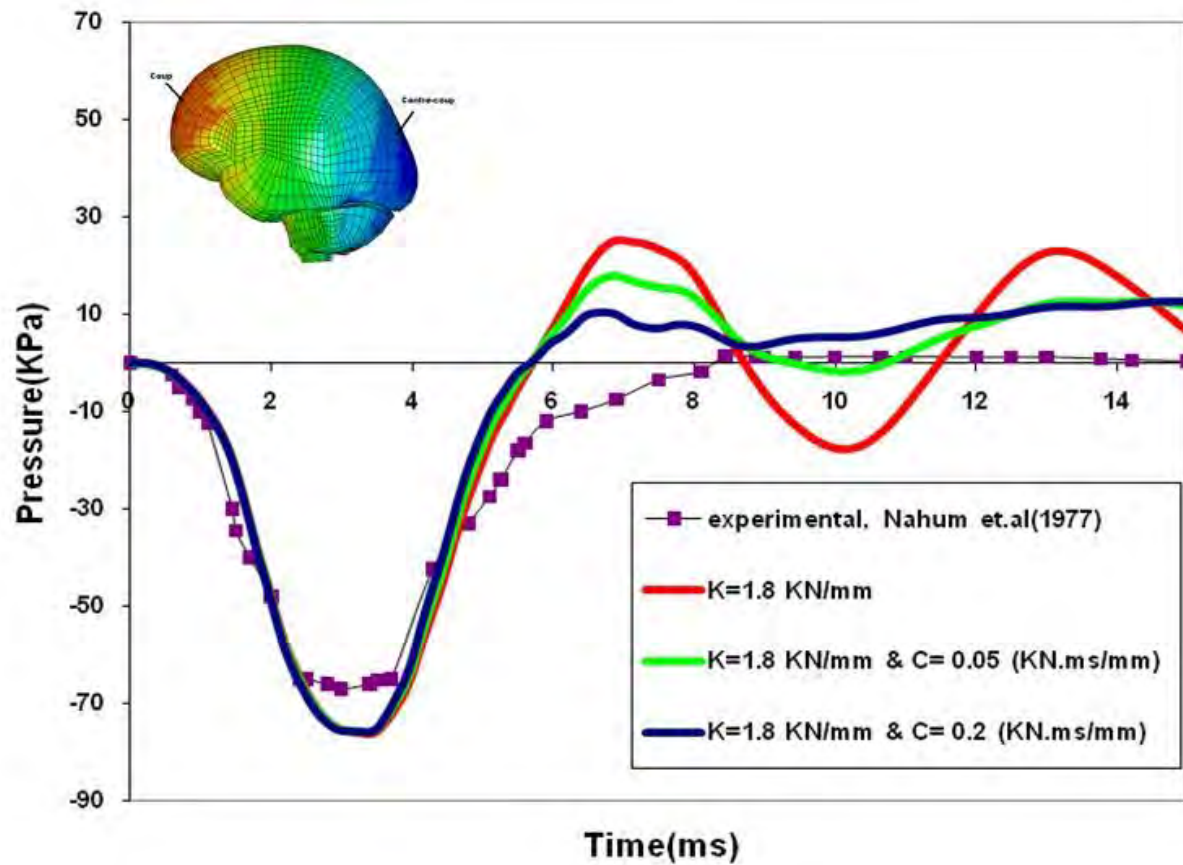 70
50
30
10
-10
-30
-50
-70
-90
Pressure(KPa)
Coup
Contre-coup
0 2 4 6 8 10 12 14
experimental, Nahum et.al(1977)
K=1.8 KN/mm
K=1.8 KN/mm & C= 0.05 (KN.ms/mm)
K=1.8 KN/mm & C= 0.2 (KN.ms/mm)
Time(ms)